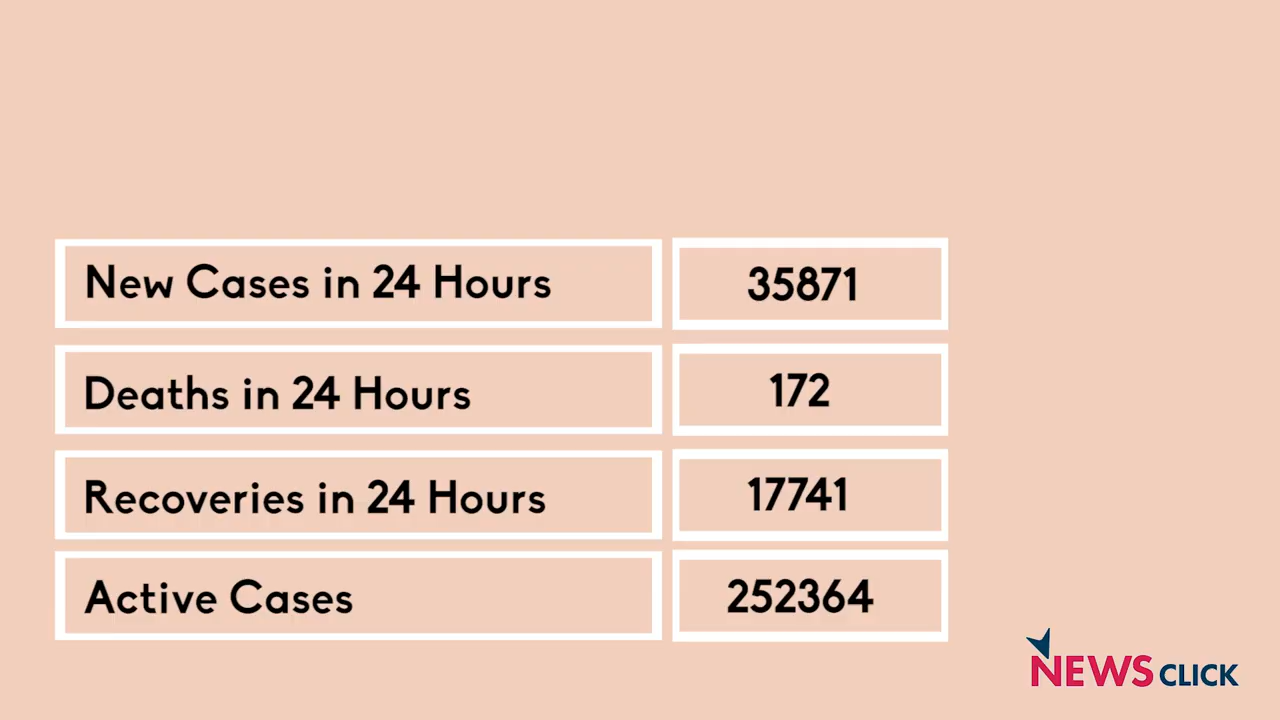 New Cases in 24 Hours 35871
Deaths in 24 Hours 172
Recoveries in 24 Hours 17741
Active Cases 252364
NEWSCLICK